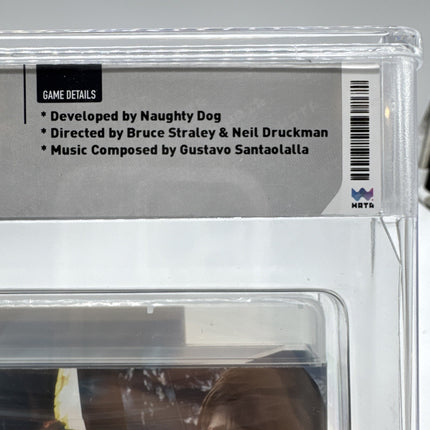 GAME DETAILS
* Developed by Naughty Dog
* Directed by Bruce Straley & Neil Druckman
* Music Composed by Gustavo Santaolalla
WATA